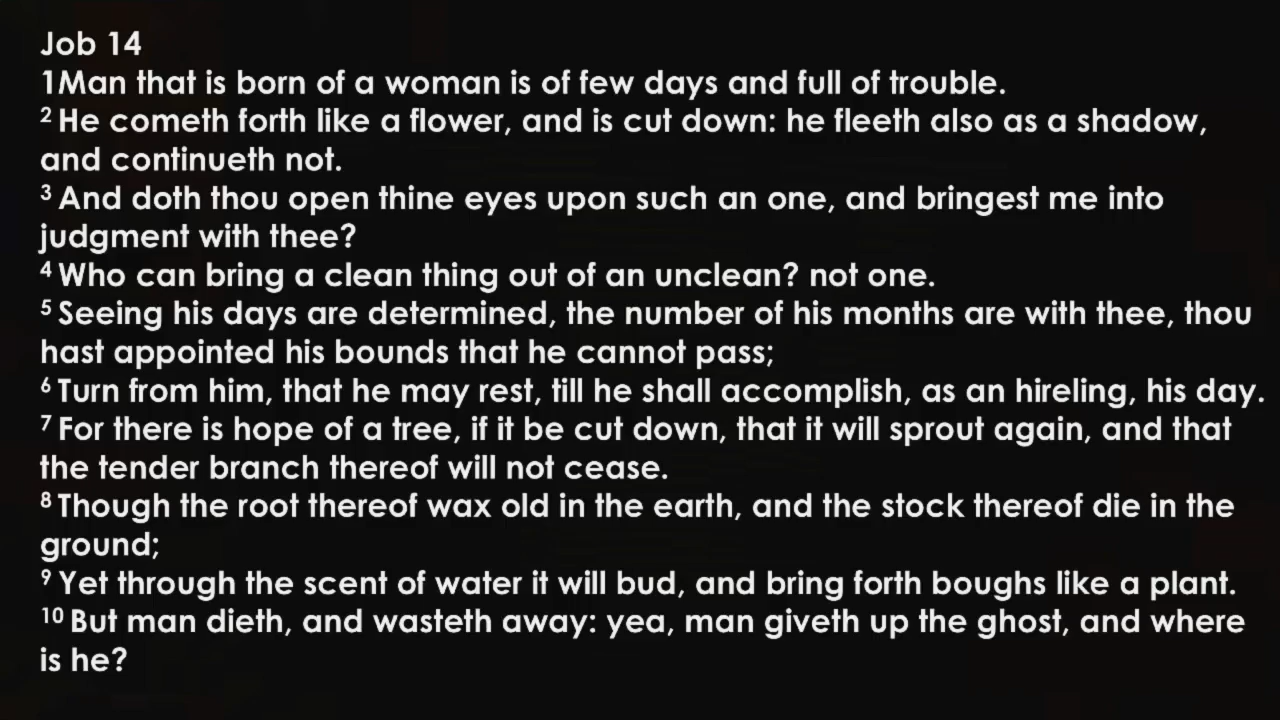 Job 14
1Man that is born of a woman is of few days and full of trouble.
2 He cometh forth like a flower, and is cut down: he fleeth also as a shadow,
and continueth not.
3 And doth thou open thine eyes upon such an one, and bringest me into
judgment with thee?
4 Who can bring a clean thing out of an unclean? not one.
5 Seeing his days are determined, the number of his months are with thee, thou
hast appointed his bounds that he cannot pass;
6 Turn from him, that he may rest, till he shall accomplish, as an hireling, his day.
7 For there is hope of a tree, if it be cut down, that it will sprout again, and that
the tender branch thereof will not cease.
8 Though the root thereof wax old in the earth, and the stock thereof die in the
ground;
9 Yet through the scent of water it will bud, and bring forth boughs like a plant.
10 But man dieth, and wasteth away: yea, man giveth up the ghost, and where
is he?